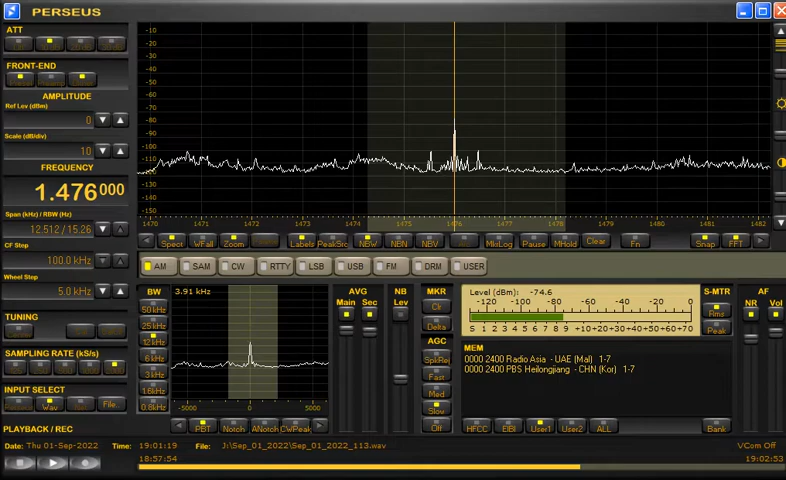 PERSEUS
ATT
FRONT-END
AMPLITUDE
Ref Lev (dBm)
0
Scale (dB/div)
10
FREQUENCY
1.476000
Span (kHz) / RBW (Hz)
12.512 / 15.26
CF Step
100.0 kHz
Wheel Step
5.0 kHz
TUNING
SAMPLING RATE (kS/s)
INPUT SELECT
Wav
File..
PLAYBACK / REC
-10
-20
-30
-40
-50
-60
-70
-80
-90
-100
-110
-120
-130
-140
-150
1470 1471 1472 1473 1474 1475 1476 1477 1478 1479 1480 1481 1482
Spect WFall Zoom Labels PeakSrc NBW NBN NBV MkrLog Pause MHold Clear Fn Snap FFT
AM SAM CW RTTY LSB USB FM DRM USER
BW
50kHz
25 kHz
12 kHz
6 kHz
3 kHz
1.6kHz
0.8kHz
3.91 kHz
-5000 0 5000
PBT Notch ANotch CWPeak
AVG
Main Sec
NB
Lev
MKR
Clr
Delta
AGC
SpkRej
Fast
Med
Slow
Off
Level (dBm) -74.6
-120 -100 -80 -60 -40 -20 0
S 1 2 3 4 5 6 7 8 9 +10 +20 +30 +40 +50 +60 +70
S-MTR
Rms
Peak
AF
NR Vol
MEM
0000 2400 Radio Asia - UAE (Mal) 1-7
0000 2400 PBS Heilongjiang - CHN (Kor) 1-7
HFCC EIBI User1 User2 ALL Bank
Date: Thu 01-Sep-2022 Time: 19:01:19 File: J:\Sep_01_2022\Sep_01_2022_113.wav VCom Off
18:57:54 19:02:53